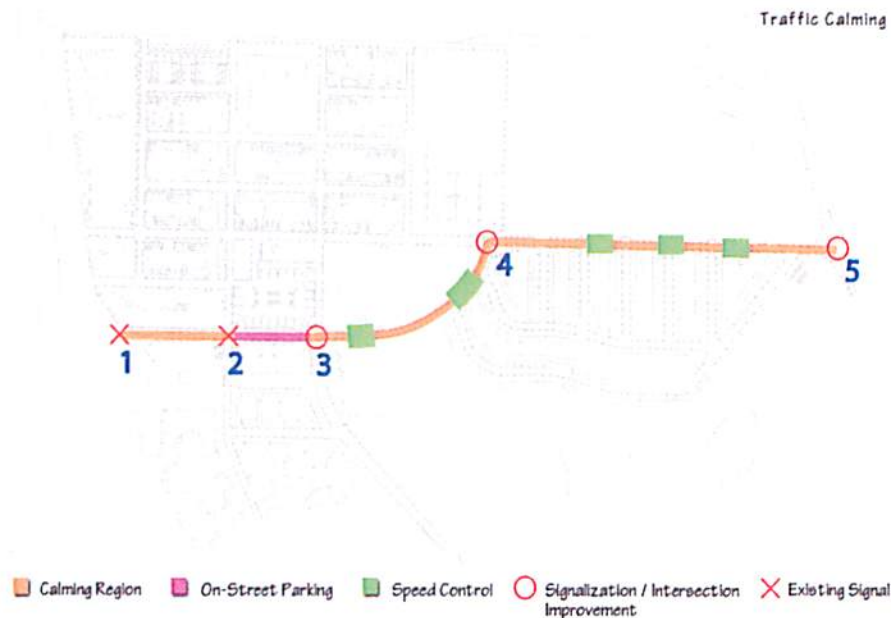 Traffic Calming
4
5
1
2
3
Calming Region
On-Street Parking
Speed Control
Signalization / Intersection
Improvement
Existing Signal